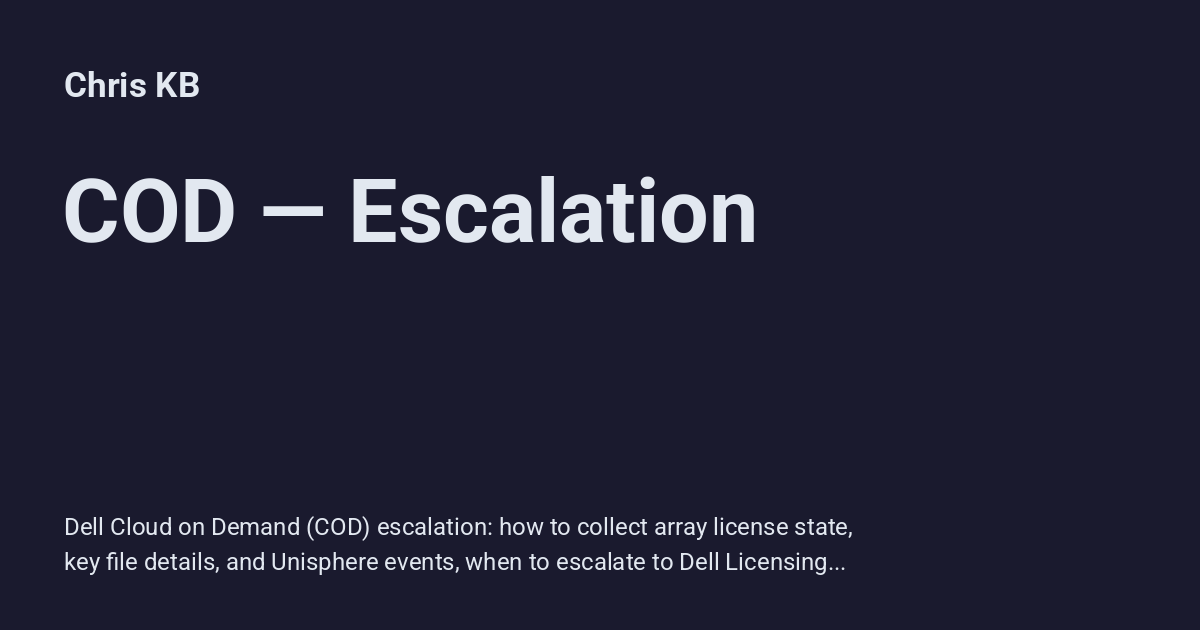 Chris KB
COD — Escalation
Dell Cloud on Demand (COD) escalation: how to collect array license state,
key file details, and Unisphere events, when to escalate to Dell Licensing...